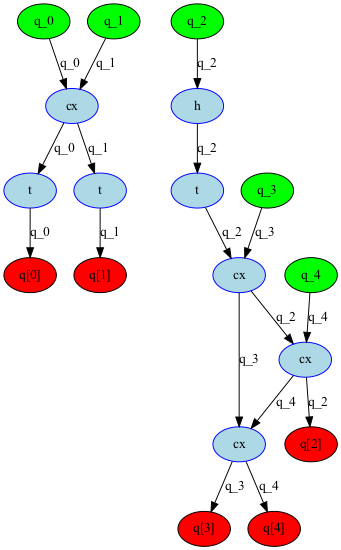 q_0 q_1 q_2
q_0 q_1 q_2
cx h
q_0 q_1 q_2
t t t q_3
q_0 q_1 q_2 q_3
q[0] q[1] cx q_4
q_2 q_4
q_3 cx
q_4 q_2
cx q[2]
q_3 q_4
q[3] q[4]